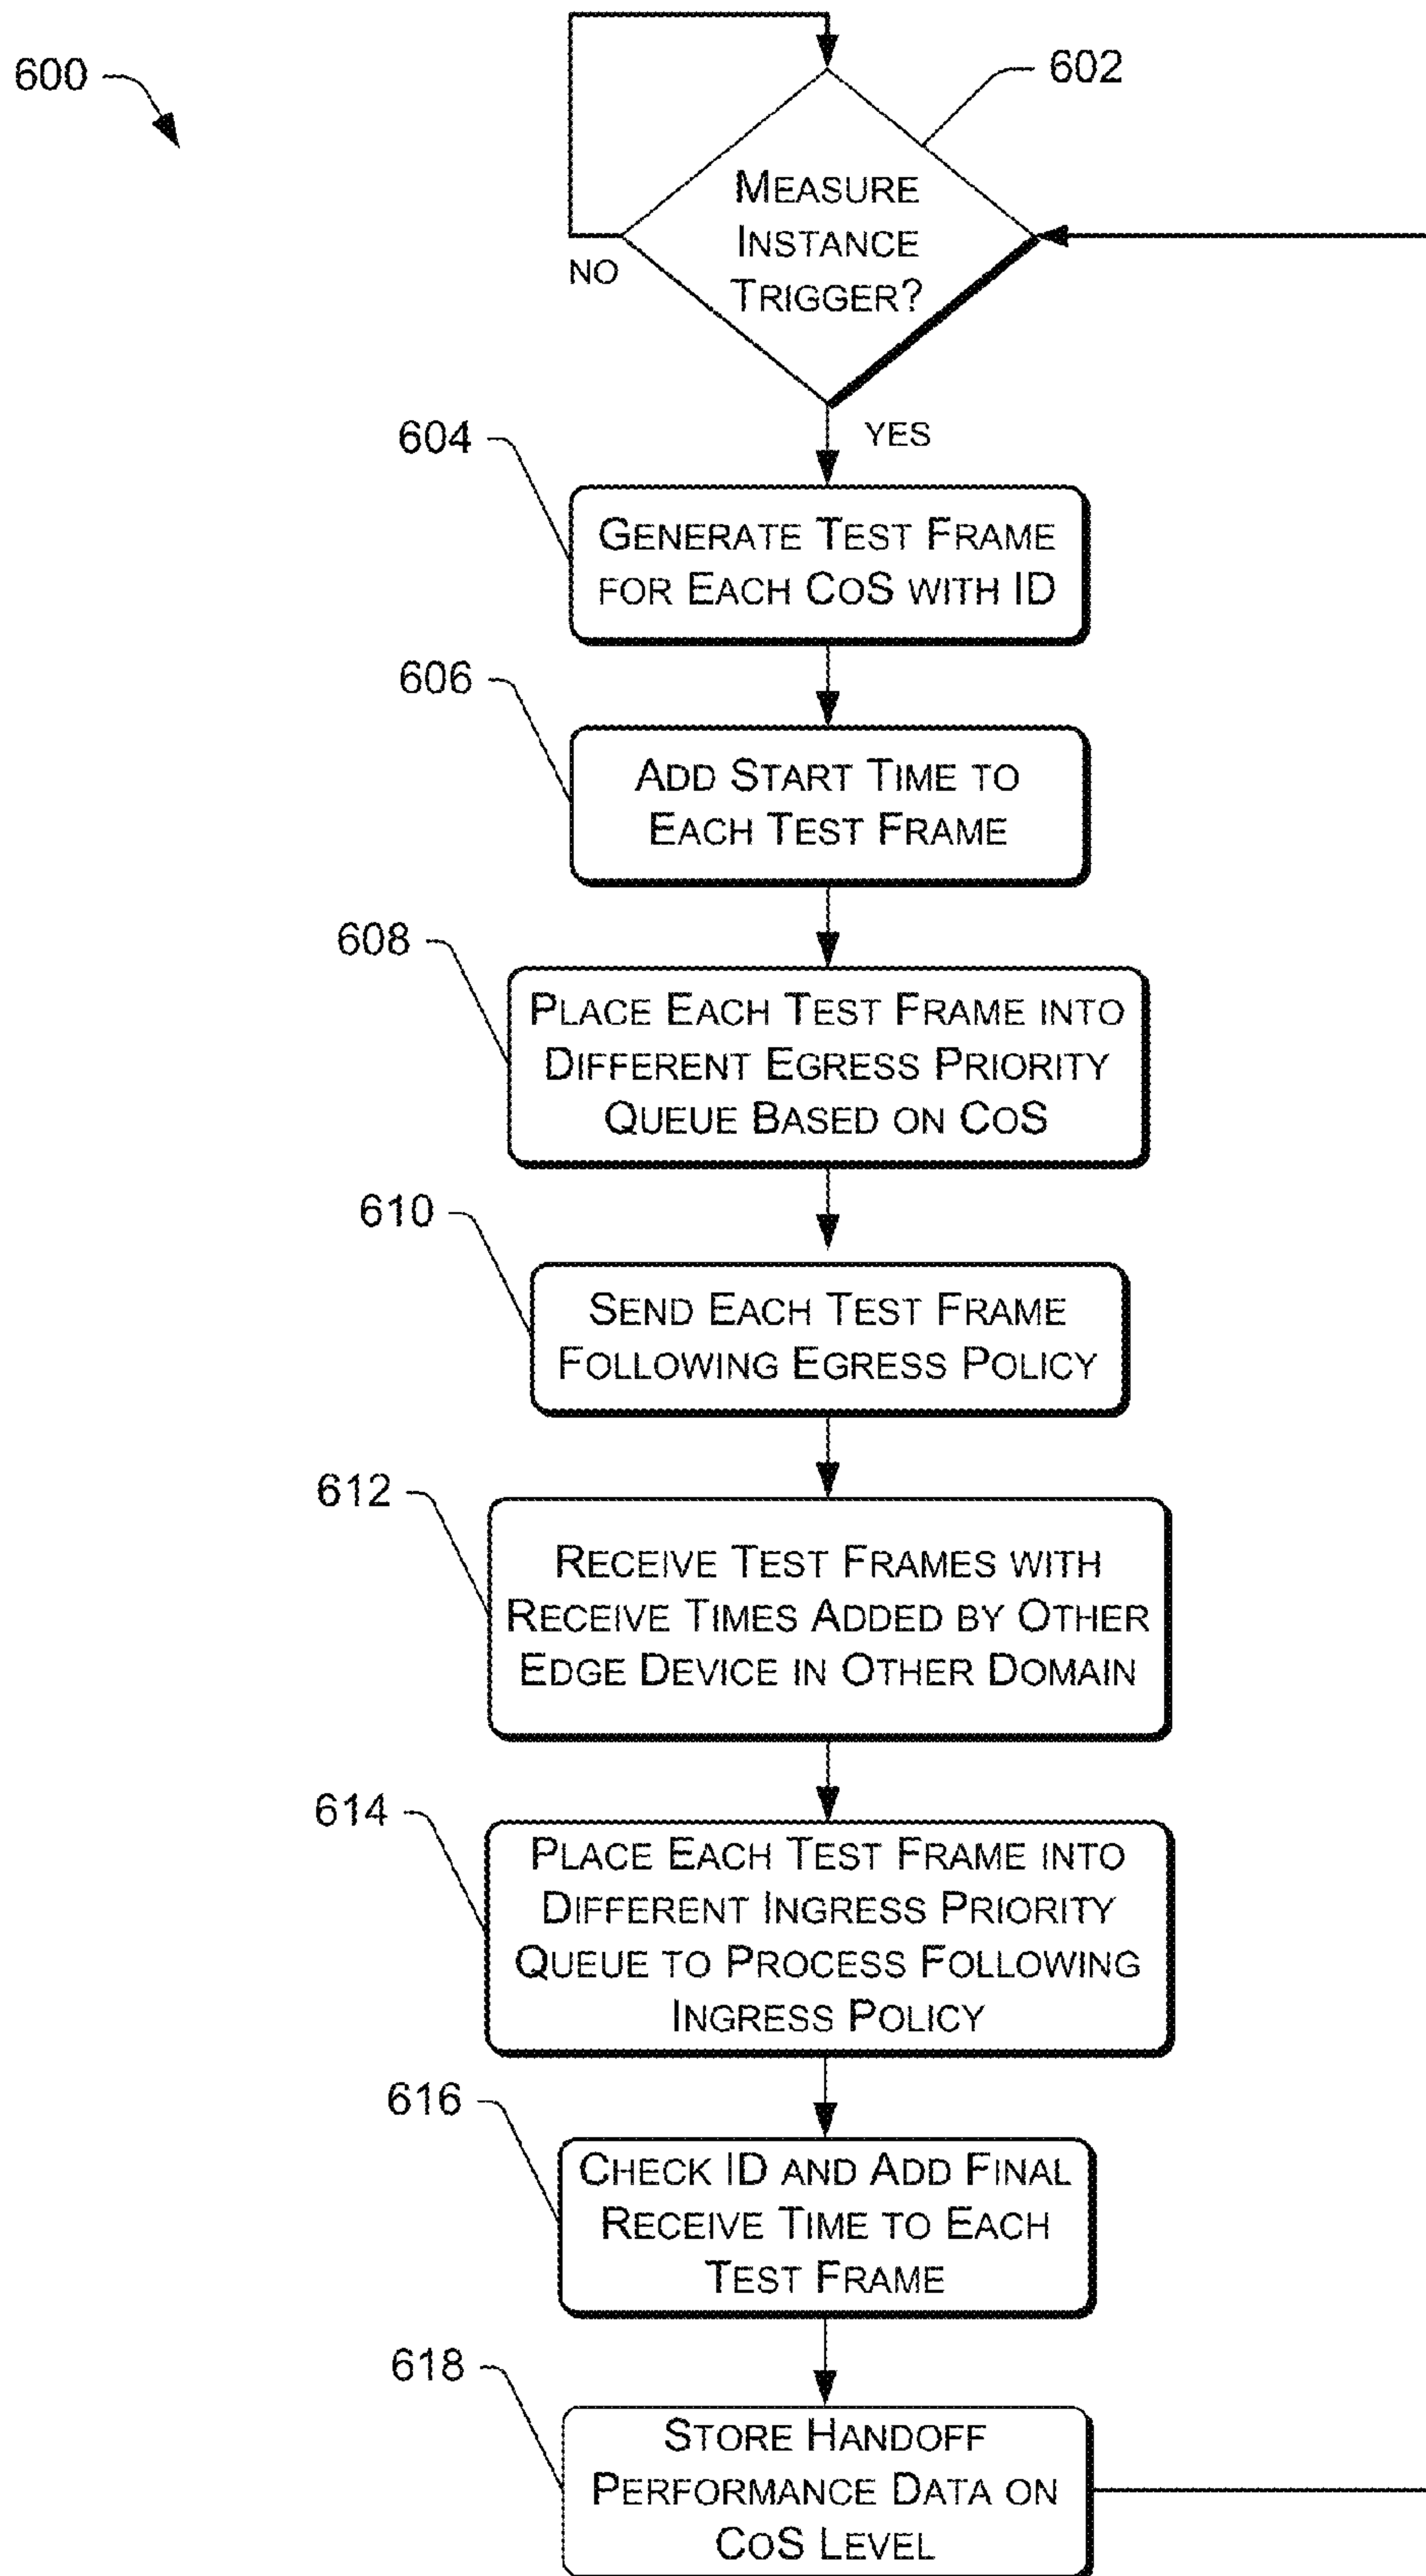 600
602
MEASURE
INSTANCE
TRIGGER?
NO
YES
604
GENERATE TEST FRAME
FOR EACH COS WITH ID
606
ADD START TIME TO
EACH TEST FRAME
608
PLACE EACH TEST FRAME INTO
DIFFERENT EGRESS PRIORITY
QUEUE BASED ON COS
610
SEND EACH TEST FRAME
FOLLOWING EGRESS POLICY
612
RECEIVE TEST FRAMES WITH
RECEIVE TIMES ADDED BY OTHER
EDGE DEVICE IN OTHER DOMAIN
614
PLACE EACH TEST FRAME INTO
DIFFERENT INGRESS PRIORITY
QUEUE TO PROCESS FOLLOWING
INGRESS POLICY
616
CHECK ID AND ADD FINAL
RECEIVE TIME TO EACH
TEST FRAME
618
STORE HANDOFF
PERFORMANCE DATA ON
COS LEVEL